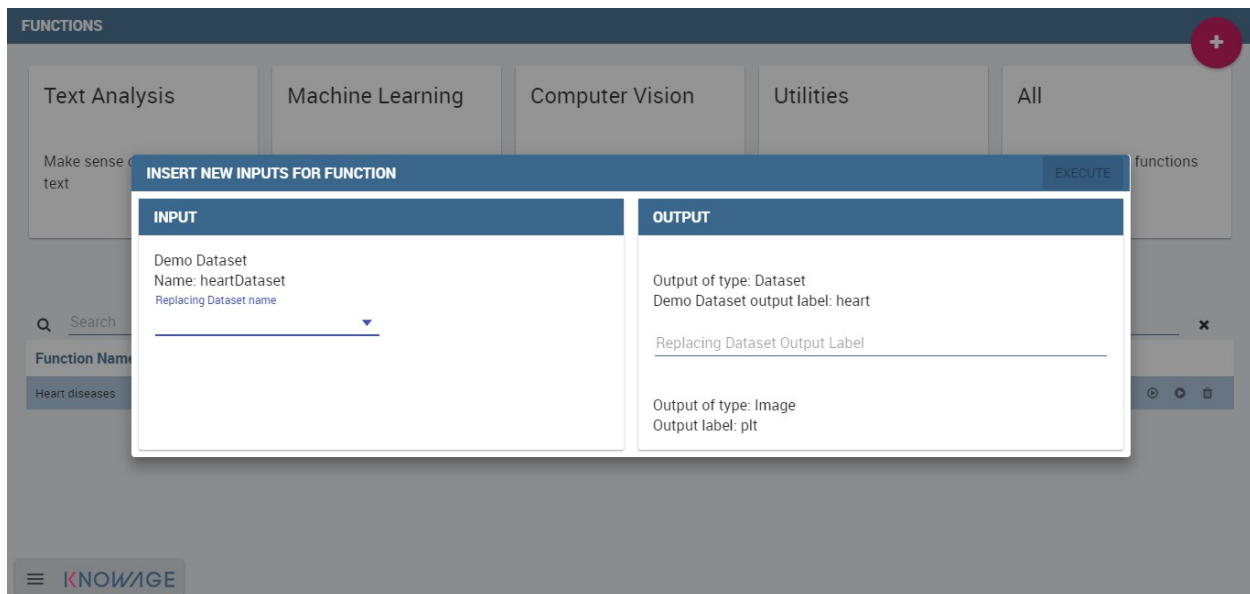 FUNCTIONS
+
Text Analysis
Machine Learning
Computer Vision
Utilities
All
Make sense
text
functions
INSERT NEW INPUTS FOR FUNCTION
EXECUTE
INPUT
OUTPUT
Demo Dataset
Name: heartDataset
Replacing Dataset name
Output of type: Dataset
Demo Dataset output label: heart
Replacing Dataset Output Label
Output of type: Image
Output label: plt
Search
Function Name
Heart diseases
KNOWAGE